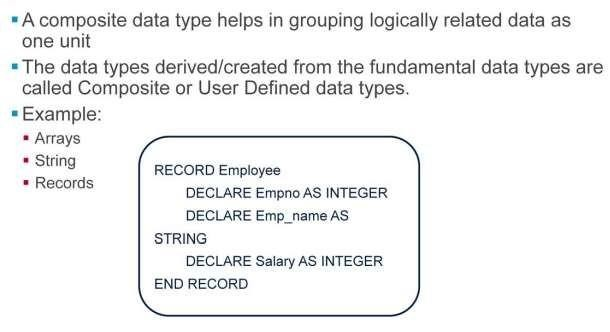 A composite data type helps in grouping logically related data as
one unit
The data types derived/created from the fundamental data types are
called Composite or User Defined data types.
Example:
Arrays
String
Records
RECORD Employee
DECLARE Empno AS INTEGER
DECLARE Emp_name AS
STRING
DECLARE Salary AS INTEGER
END RECORD